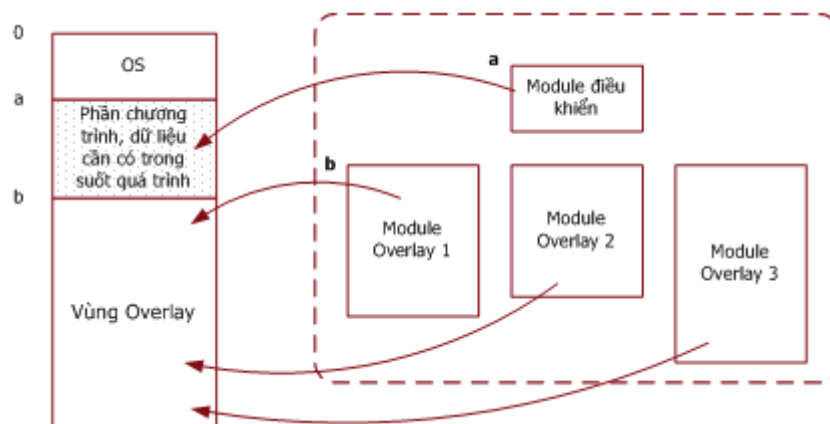 0
OS
a
Phần chương
trình, dữ liệu
cần có trong
suốt quá trình
b
Vùng Overlay
a
Module điều
khiển
b
Module
Overlay 1
Module
Overlay 2
Module
Overlay 3